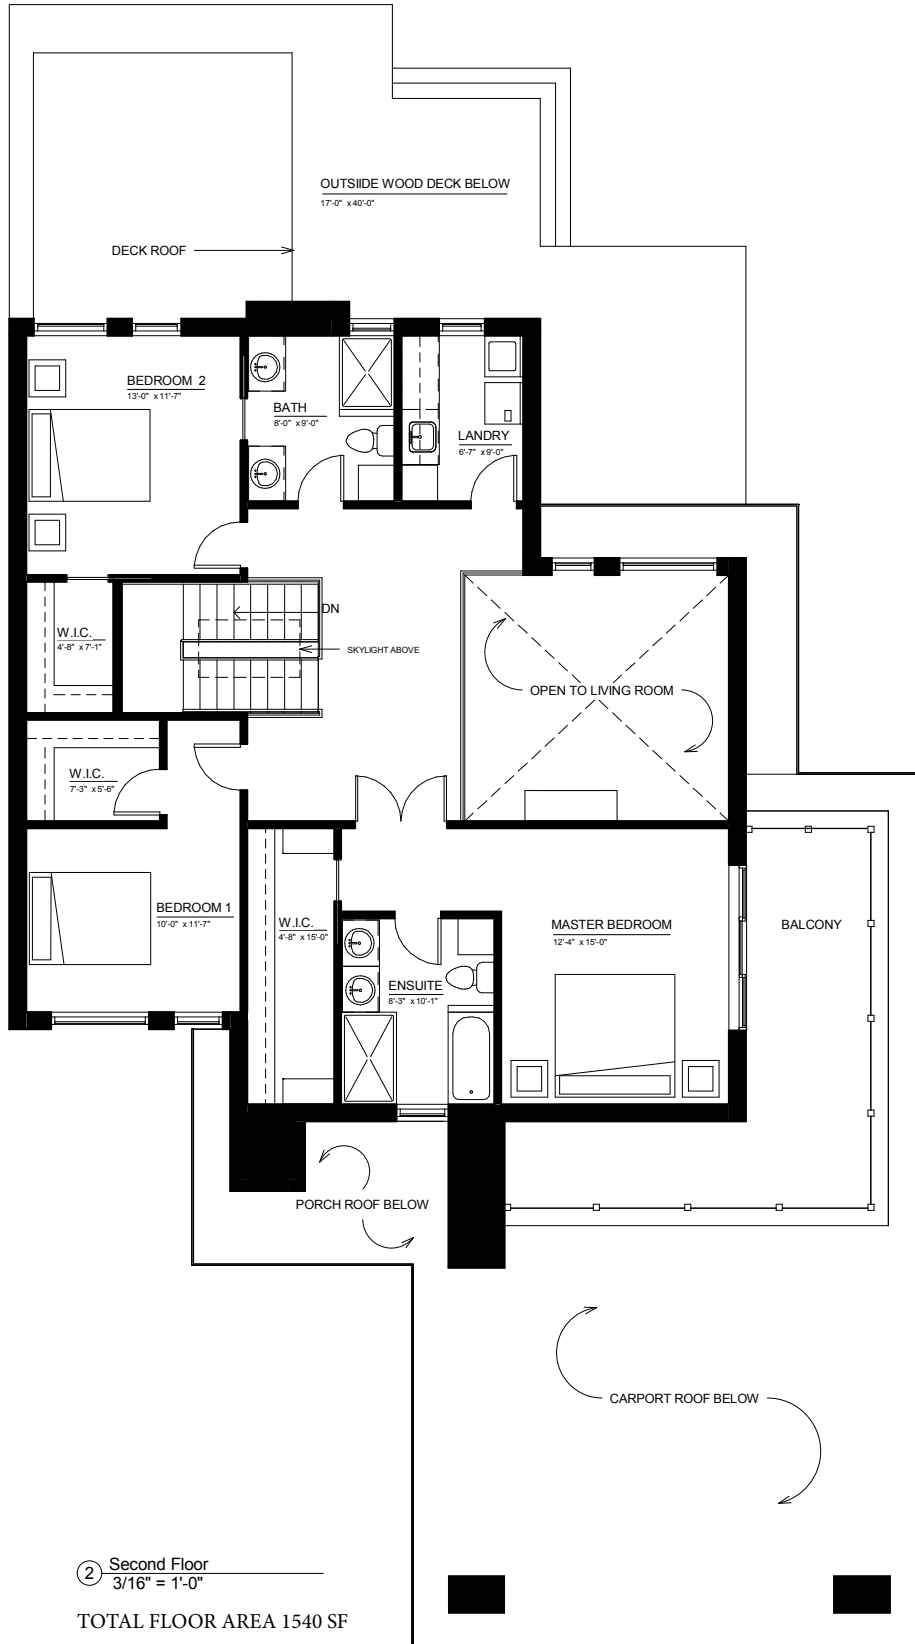 OUTSIIDE WOOD DECK BELOW
17'-0" x 40'-0"
DECK ROOF
BEDROOM 2
13'-0" x 11'-7"
BATH
8'-0" x 9'-0"
LANDRY
6'-7" x 9'-0"
DN
W.I.C.
4'-8" x 7'-1"
SKYLIGHT ABOVE
OPEN TO LIVING ROOM
W.I.C.
7'-3" x 5'-6"
BEDROOM 1
10'-0" x 11'-7"
W.I.C.
4'-8" x 15'-0"
MASTER BEDROOM
12'-4" x 15'-0"
BALCONY
ENSUITE
8'-3" x 10'-1"
PORCH ROOF BELOW
CARPORT ROOF BELOW
2
Second Floor
3/16" = 1'-0"
TOTAL FLOOR AREA 1540 SF